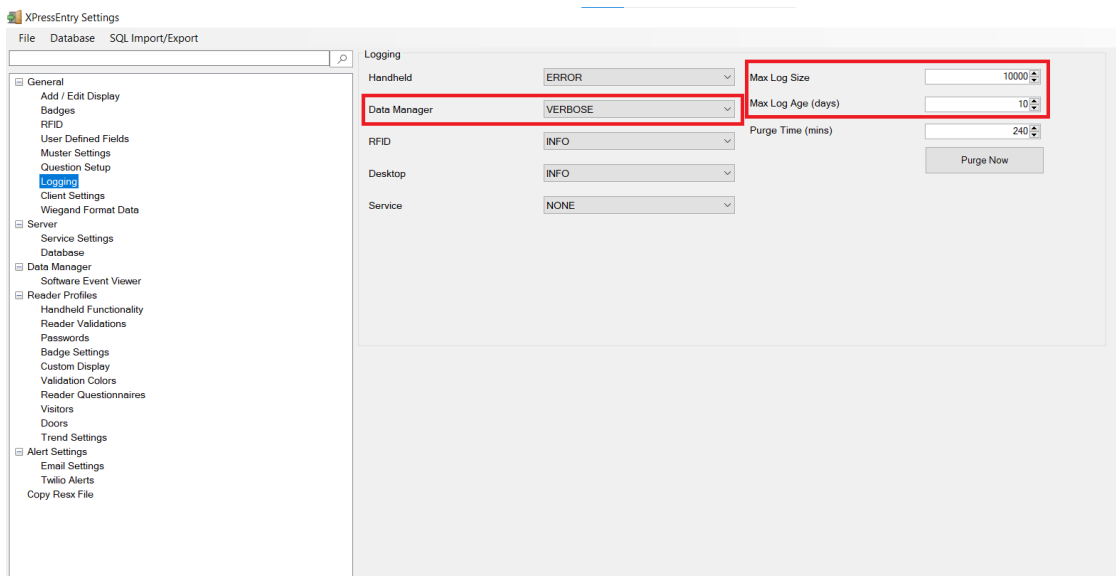 XPressEntry Settings
File Database SQL Import/Export
General
Add / Edit Display
Badges
RFID
User Defined Fields
Muster Settings
Question Setup
Logging
Client Settings
Wiegand Format Data
Server
Service Settings
Database
Data Manager
Software Event Viewer
Reader Profiles
Handheld Functionality
Reader Validations
Passwords
Badge Settings
Custom Display
Validation Colors
Reader Questionnaires
Visitors
Doors
Trend Settings
Alert Settings
Email Settings
Twilio Alerts
Copy Resx File
Logging
Handheld ERROR
Data Manager VERBOSE
RFID INFO
Desktop INFO
Service NONE
Max Log Size 10000
Max Log Age (days) 10
Purge Time (mins) 240
Purge Now